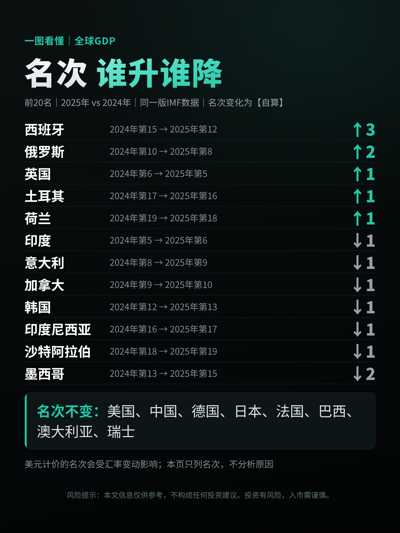 一图看懂｜全球GDP
名次 谁升谁降
前20名｜2025年 vs 2024年｜同一版IMF数据｜名次变化为【自算】
西班牙 2024年第15 → 2025年第12 ↑3
俄罗斯 2024年第10 → 2025年第8 ↑2
英国 2024年第6 → 2025年第5 ↑1
土耳其 2024年第17 → 2025年第16 ↑1
荷兰 2024年第19 → 2025年第18 ↑1
印度 2024年第5 → 2025年第6 ↓1
意大利 2024年第8 → 2025年第9 ↓1
加拿大 2024年第9 → 2025年第10 ↓1
韩国 2024年第12 → 2025年第13 ↓1
印度尼西亚 2024年第16 → 2025年第17 ↓1
沙特阿拉伯 2024年第18 → 2025年第19 ↓1
墨西哥 2024年第13 → 2025年第15 ↓2
名次不变：美国、中国、德国、日本、法国、巴西、
澳大利亚、瑞士
美元计价的名次会受汇率变动影响；本页只列名次，不分析原因
风险提示：本文信息仅供参考，不构成任何投资建议。投资有风险，入市需谨慎。